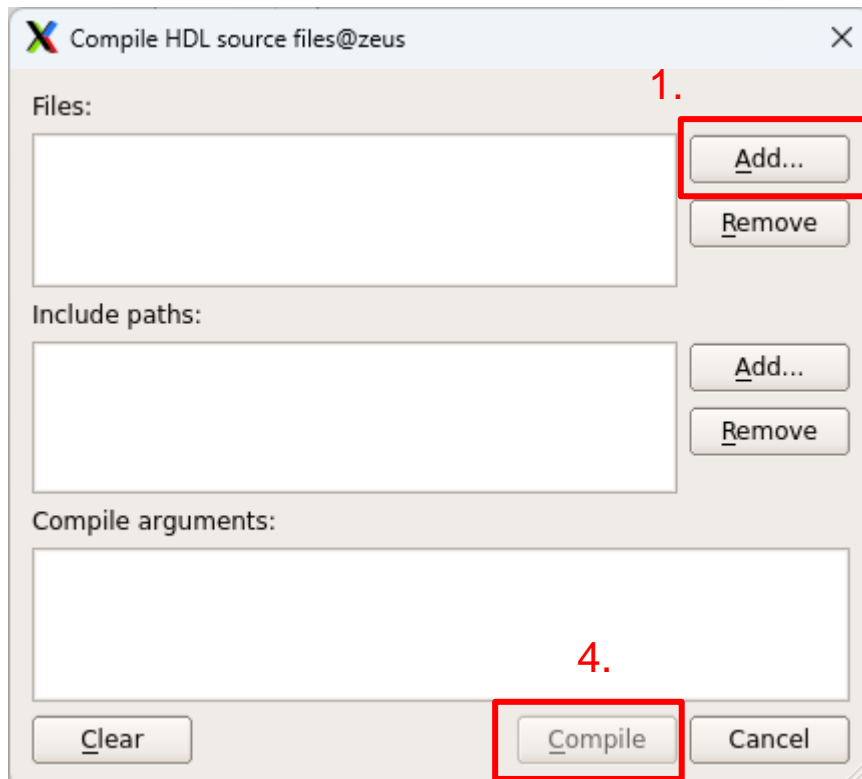 Compile HDL source files@zeus
1.
Files:
Add...
Remove
Include paths:
Add...
Remove
Compile arguments:
4.
Clear Compile Cancel